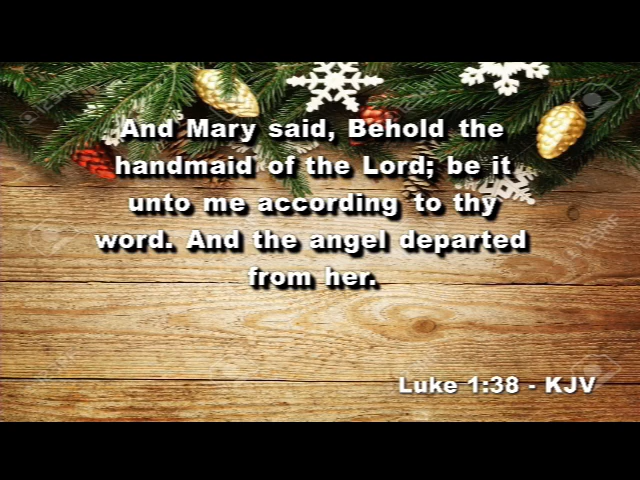 And Mary said, Behold the
handmaid of the Lord; be it
unto me according to thy
word. And the angel departed
from her.
Luke 1:38 - KJV